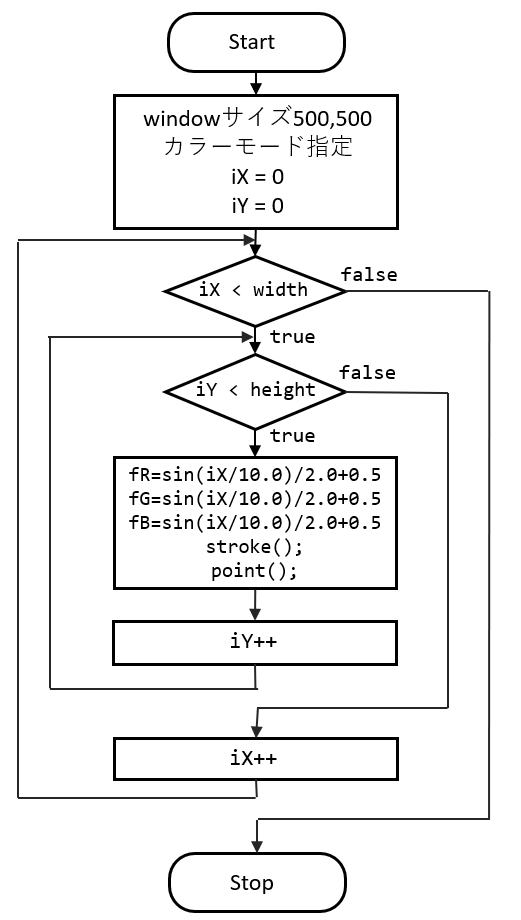 Start
windowサイズ500,500
カラーモード指定
iX = 0
iY = 0
iX < width
false
true
iY < height
false
true
fR=sin(iX/10.0)/2.0+0.5
fG=sin(iX/10.0)/2.0+0.5
fB=sin(iX/10.0)/2.0+0.5
stroke();
point();
iY++
iX++
Stop